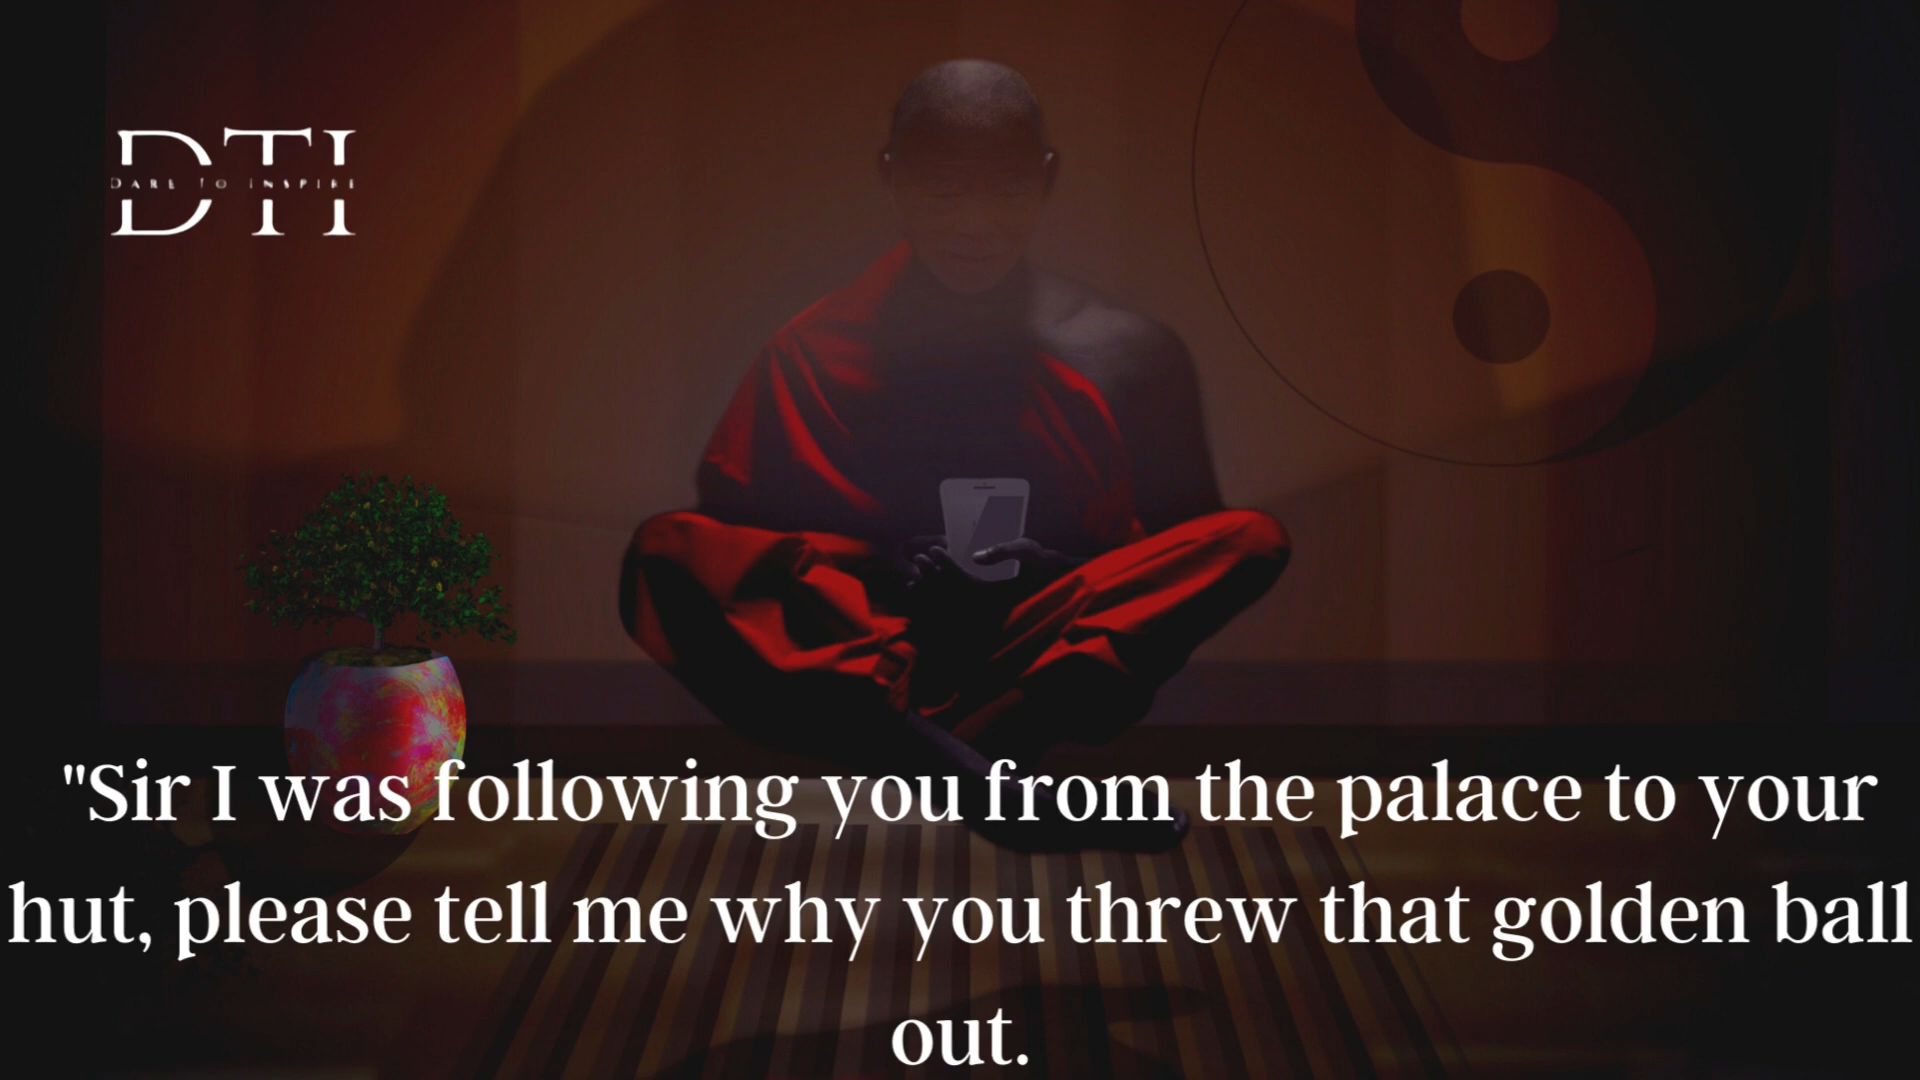 DTI
DARE TO INSPIRE
"Sir I was following you from the palace to your
hut, please tell me why you threw that golden ball
out.